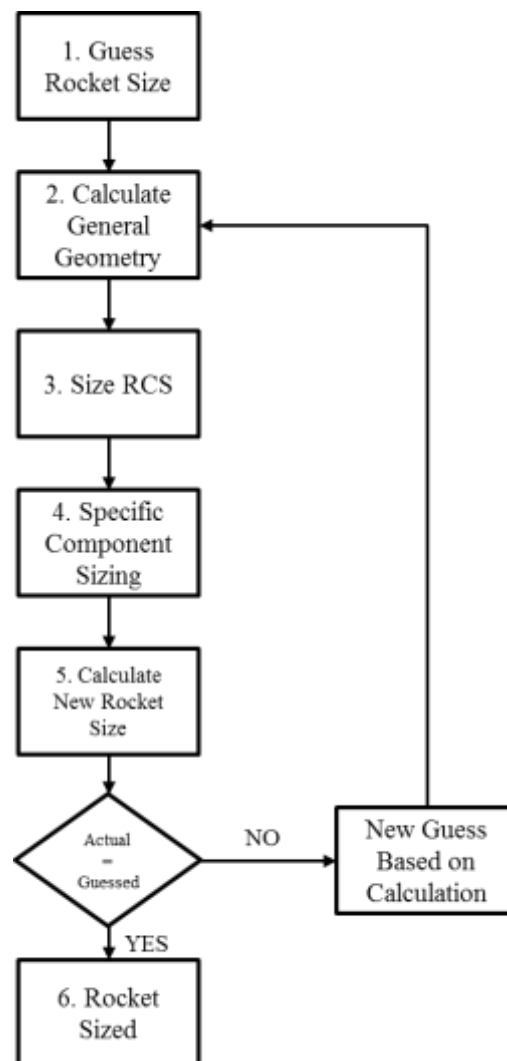 1. Guess
Rocket Size
2. Calculate
General
Geometry
3. Size RCS
4. Specific
Component
Sizing
5. Calculate
New Rocket
Size
Actual
=
Guessed
NO
New Guess
Based on
Calculation
YES
6. Rocket
Sized